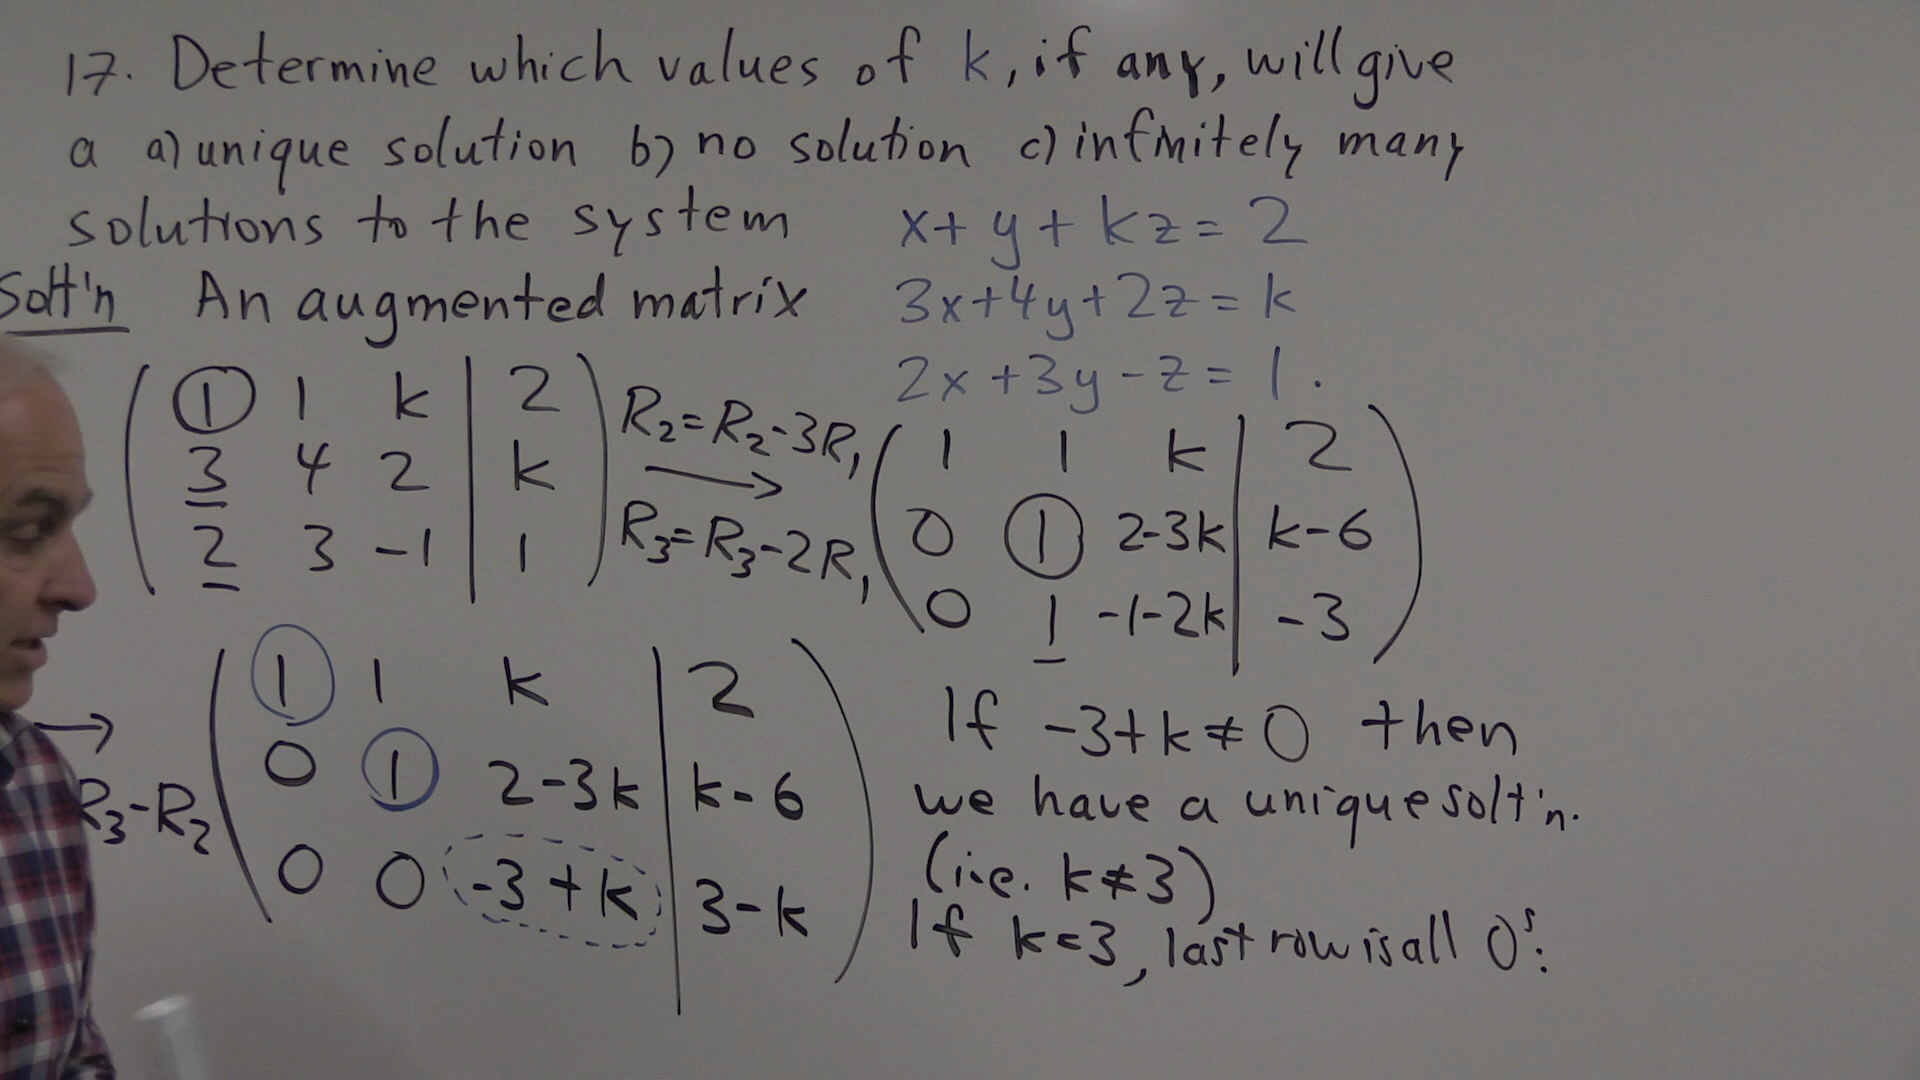 17. Determine which values of k, if any, will give
a a) unique solution b) no solution c) infinitely many
solutions to the system x + y + kz = 2
Solt'n An augmented matrix 3x+4y+2z = k
2x +3y - z = 1.
1 1 k | 2
3 4 2 | k
2 3 -1 | 1
R₂=R₂-3R₁
R₃=R₃-2R₁
1 1 k | 2
0 1 2-3k | k-6
0 1 -1-2k | -3
→
R₃-R₂
1 1 k | 2
0 1 2-3k | k-6
0 0 -3+k | 3-k
If -3+k ≠ 0 then
we have a unique solt'n.
(i.e. k≠3)
If k=3, last row is all 0's: